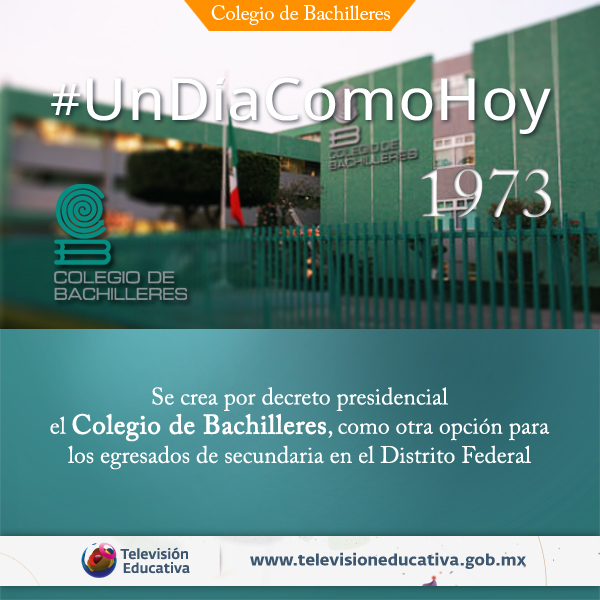 Colegio de Bachilleres
#UnDíaComoHoy
COLEGIO DE
BACHILLERES
1973
COLEGIO DE
BACHILLERES
Se crea por decreto presidencial
el Colegio de Bachilleres, como otra opción para
los egresados de secundaria en el Distrito Federal
Televisión
Educativa
www.televisioneducativa.gob.mx